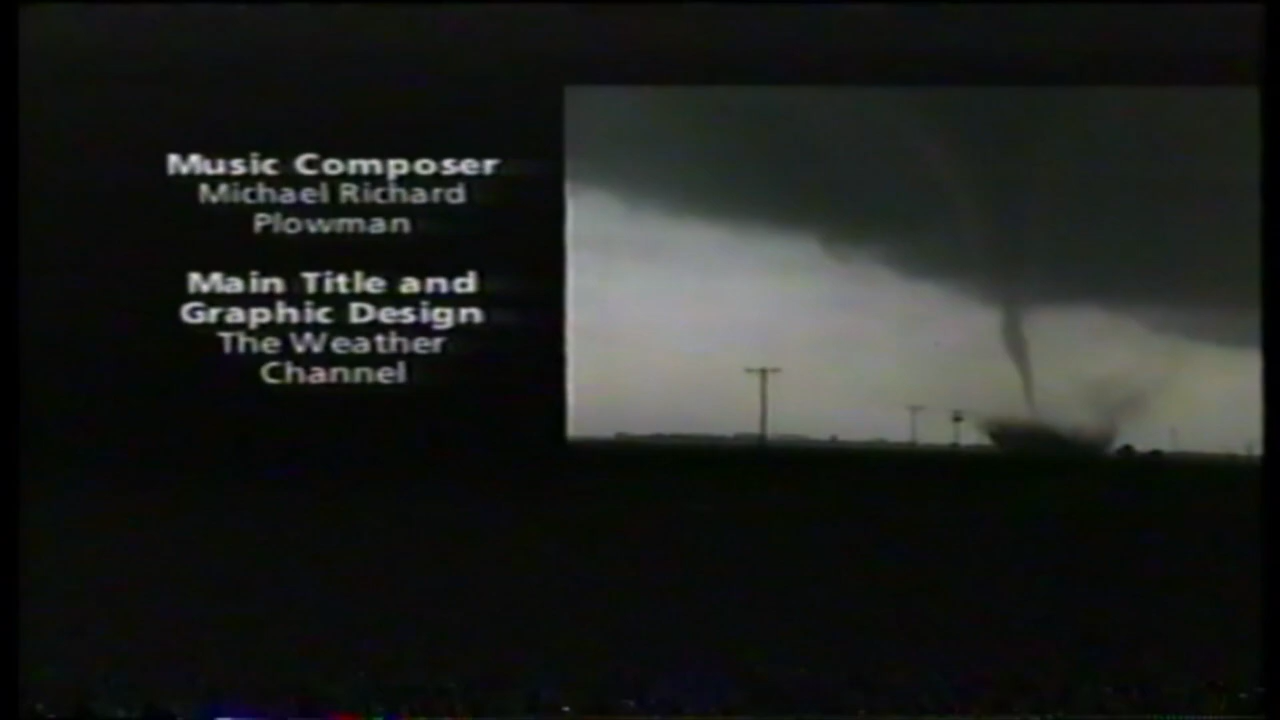 Music Composer
Michael Richard
Plowman
Main Title and
Graphic Design
The Weather
Channel